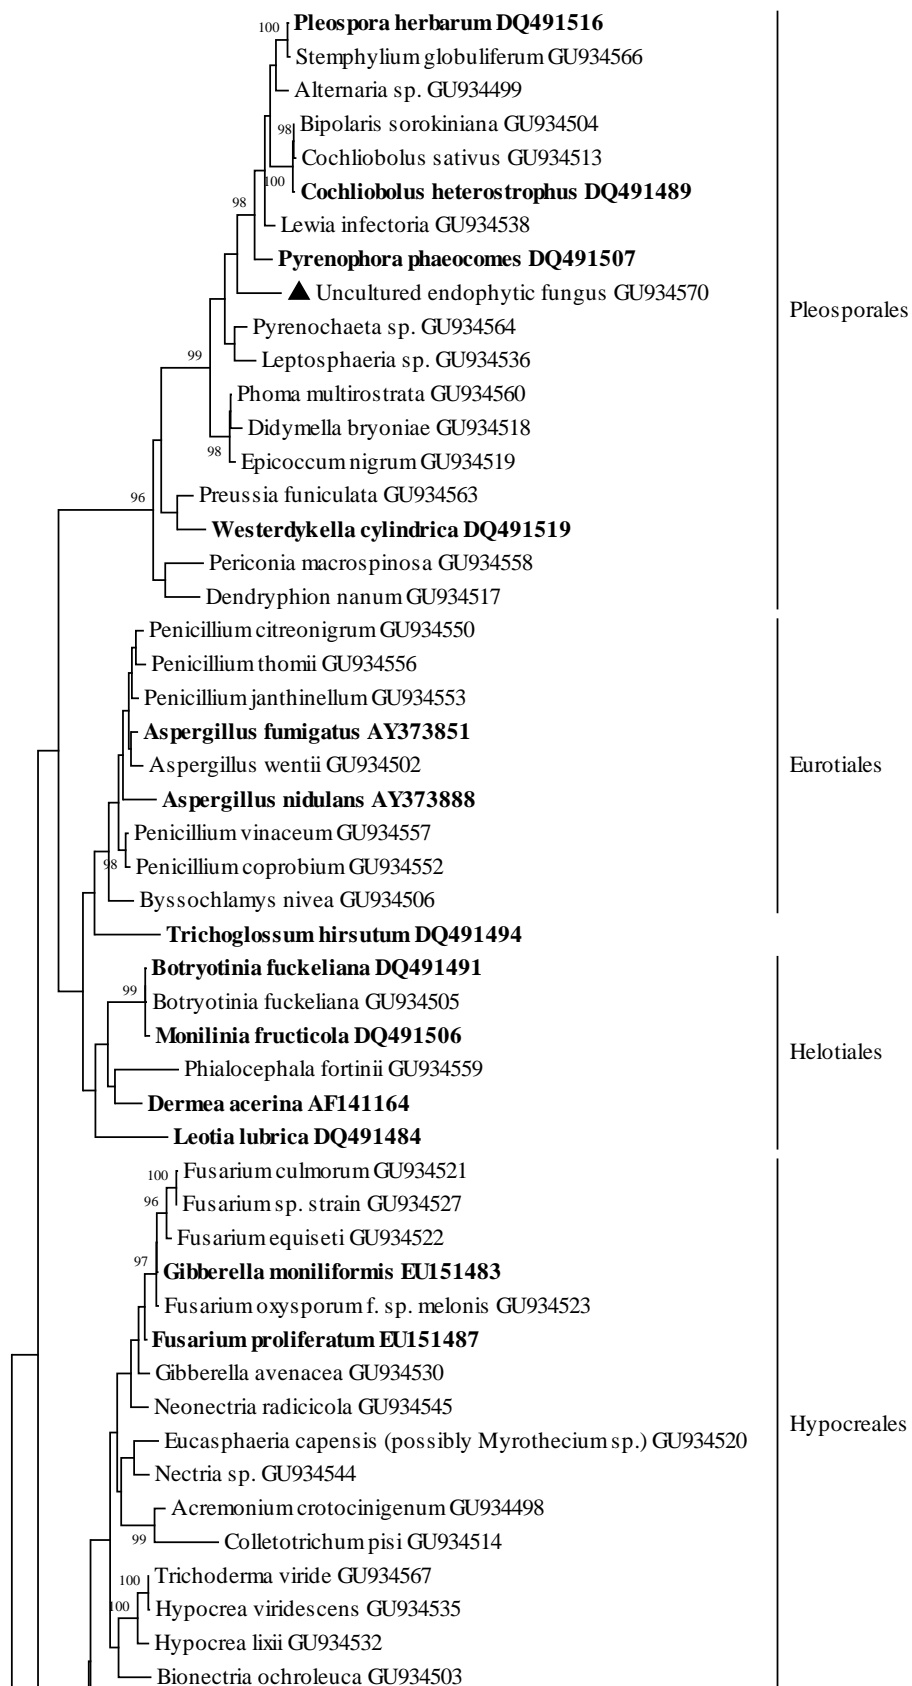 100
Pleospora herbarum DQ491516
Stemphylium globuliferum GU934566
Alternaria sp. GU934499
98
Bipolaris sorokiniana GU934504
Cochliobolus sativus GU934513
100
Cochliobolus heterostrophus DQ491489
98
Lewia infectoria GU934538
Pyrenophora phaeocomes DQ491507
Uncultured endophytic fungus GU934570
Pleosporales
Pyrenochaeta sp. GU934564
99
Leptosphaeria sp. GU934536
Phoma multirostrata GU934560
Didymella bryoniae GU934518
98
Epicoccum nigrum GU934519
96
Preussia funiculata GU934563
Westerdykella cylindrica DQ491519
Periconia macrospinosa GU934558
Dendryphion nanum GU934517
Penicillium citreonigrum GU934550
Penicillium thomii GU934556
Penicillium janthinellum GU934553
Aspergillus fumigatus AY373851
Aspergillus wentii GU934502
Eurotiales
Aspergillus nidulans AY373888
Penicillium vinaceum GU934557
98
Penicillium coprobium GU934552
Byssochlamys nivea GU934506
Trichoglossum hirsutum DQ491494
Botryotinia fuckeliana DQ491491
99
Botryotinia fuckeliana GU934505
Monilinia fructicola DQ491506
Helotiales
Phialocephala fortinii GU934559
Dermea acerina AF141164
Leotia lubrica DQ491484
100
Fusarium culmorum GU934521
96
Fusarium sp. strain GU934527
Fusarium equiseti GU934522
97
Gibberella moniliformis EU151483
Fusarium oxysporum f. sp. melonis GU934523
Fusarium proliferatum EU151487
Gibberella avenacea GU934530
Neonectria radicicola GU934545
Hypocreales
Eucasphaeria capensis (possibly Myrothecium sp.) GU934520
Nectria sp. GU934544
Acremonium crotocinigenum GU934498
99
Colletotrichum pisi GU934514
100
Trichoderma viride GU934567
100
Hypocrea viridescens GU934535
Hypocrea lixii GU934532
Bionectria ochroleuca GU934503